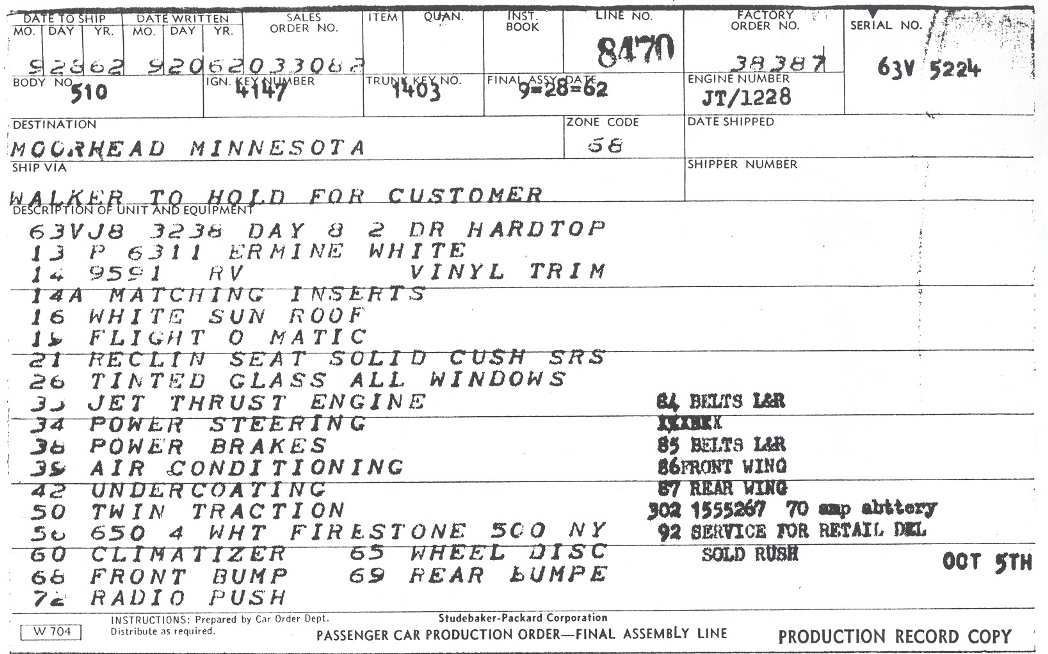 DATE TO SHIP DATE WRITTEN SALES ORDER NO. ITEM QUAN. INST. BOOK LINE NO. FACTORY ORDER NO. SERIAL NO.
MO. DAY YR. MO. DAY YR.
92862 92062 033082 8470 38387 63V 5224
BODY NO. IGN. KEY NUMBER TRUNK KEY NO. FINAL ASSY. DATE ENGINE NUMBER
510 4147 1403 9=28=62 JT/1228
DESTINATION ZONE CODE DATE SHIPPED
MOORHEAD MINNESOTA 58
SHIP VIA SHIPPER NUMBER
WALKER TO HOLD FOR CUSTOMER
DESCRIPTION OF UNIT AND EQUIPMENT
63VJ8 3238 DAY 8 2 DR HARDTOP
13 P 6311 ERMINE WHITE
14 9591 RV VINYL TRIM
14A MATCHING INSERTS
16 WHITE SUN ROOF
FLIGHT O MATIC
21 RECLIN SEAT SOLID CUSH SRS
26 TINTED GLASS ALL WINDOWS
JET THRUST ENGINE 84 BELTS L&R
34 POWER STEERING
38 POWER BRAKES 85 BELTS L&R
39 AIR CONDITIONING 86 FRONT WING
42 UNDERCOATING 87 REAR WING
50 TWIN TRACTION 302 1555267 70 amp abttery
56 650 4 WHT FIRESTONE 500 NY 92 SERVICE FOR RETAIL DEL
60 CLIMATIZER 65 WHEEL DISC SOLD RUSH OCT 5TH
68 FRONT BUMP 69 REAR BUMPE
72 RADIO PUSH
W 704 INSTRUCTIONS: Prepared by Car Order Dept. Studebaker-Packard Corporation
Distribute as required. PASSENGER CAR PRODUCTION ORDER—FINAL ASSEMBLY LINE PRODUCTION RECORD COPY